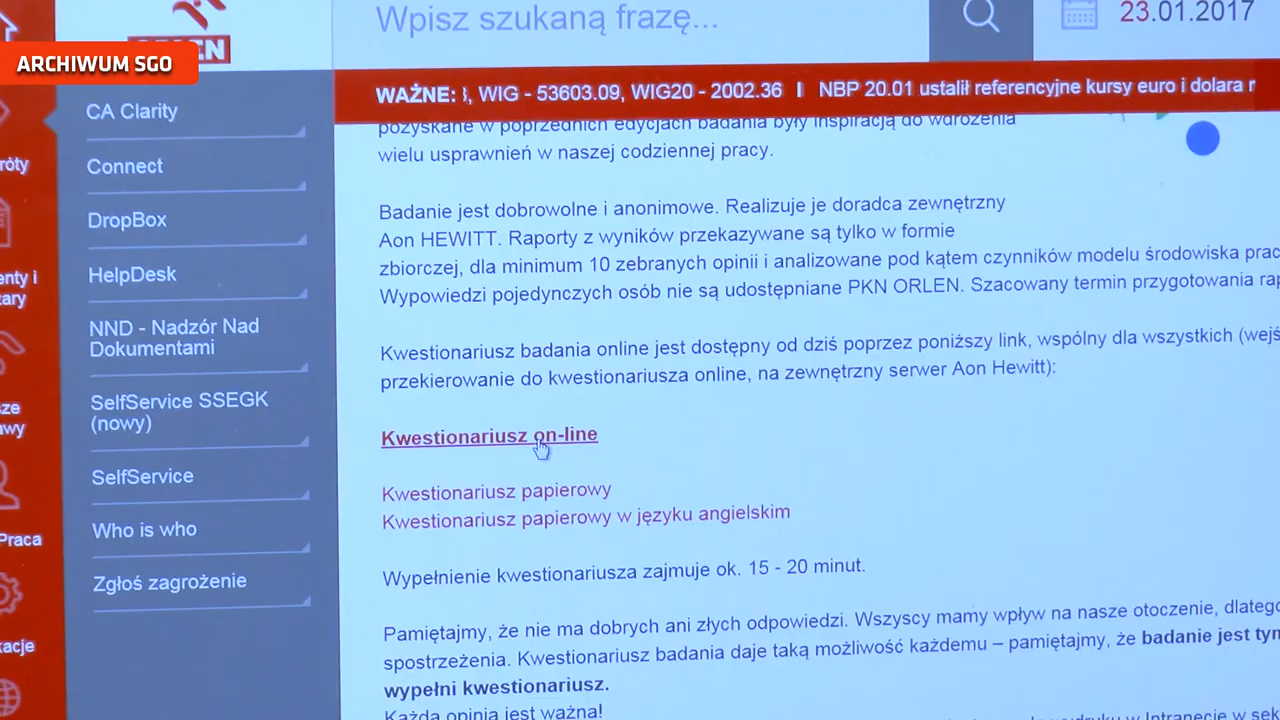 Wpisz szukaną frazę...
23.01.2017
ARCHIWUM SGO
WAŻNE: WIG - 53603.09, WIG20 - 2002.36 I NBP 20.01 ustalił referencyjne kursy euro i dolara
CA Clarity
Connect
DropBox
HelpDesk
NND - Nadzór Nad
Dokumentami
SelfService SSEGK
(nowy)
SelfService
Who is who
Zgłoś zagrożenie
Praca
pozyskane w poprzednich edycjach badania były inspiracją do wdrożenia
wielu usprawnień w naszej codziennej pracy.
Badanie jest dobrowolne i anonimowe. Realizuje je doradca zewnętrzny
Aon HEWITT. Raporty z wyników przekazywane są tylko w formie
zbiorczej, dla minimum 10 zebranych opinii i analizowane pod kątem czynników modelu środowiska prac
Wypowiedzi pojedynczych osób nie są udostępniane PKN ORLEN. Szacowany termin przygotowania rap
Kwestionariusz badania online jest dostępny od dziś poprzez poniższy link, wspólny dla wszystkich (wejś
przekierowanie do kwestionariusza online, na zewnętrzny serwer Aon Hewitt):
Kwestionariusz on-line
Kwestionariusz papierowy
Kwestionariusz papierowy w języku angielskim
Wypełnienie kwestionariusza zajmuje ok. 15 - 20 minut.
Pamiętajmy, że nie ma dobrych ani złych odpowiedzi. Wszyscy mamy wpływ na nasze otoczenie, dlatego
spostrzeżenia. Kwestionariusz badania daje taką możliwość każdemu – pamiętajmy, że badanie jest tym
wypełni kwestionariusz.
Każda opinia jest ważna!